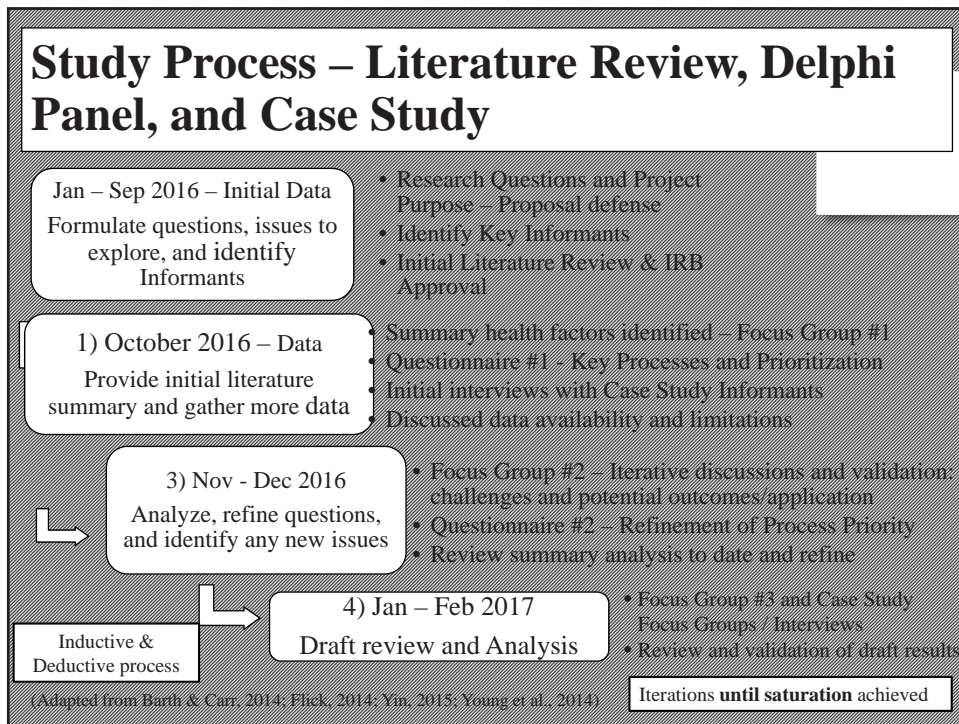 Study Process – Literature Review, Delphi
Panel, and Case Study
Jan – Sep 2016 – Initial Data
Formulate questions, issues to
explore, and identify
Informants
• Research Questions and Project
Purpose – Proposal defense
• Identify Key Informants
• Initial Literature Review & IRB
Approval
1) October 2016 – Data
Provide initial literature
summary and gather more data
• Summary health factors identified – Focus Group #1
• Questionnaire #1 - Key Processes and Prioritization
• Initial interviews with Case Study Informants
• Discussed data availability and limitations
3) Nov - Dec 2016
Analyze, refine questions,
and identify any new issues
• Focus Group #2 – Iterative discussions and validation:
challenges and potential outcomes/application
• Questionnaire #2 – Refinement of Process Priority
• Review summary analysis to date and refine
4) Jan – Feb 2017
Draft review and Analysis
• Focus Group #3 and Case Study
Focus Groups / Interviews
• Review and validation of draft results
Inductive &
Deductive process
(Adapted from Barth & Carr, 2014; Flick, 2014; Yin, 2015; Young et al., 2014)
Iterations until saturation achieved